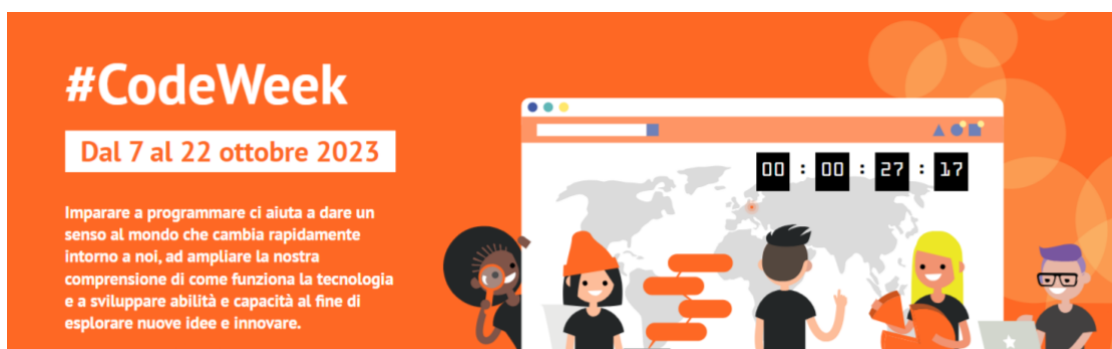 #CodeWeek
Dal 7 al 22 ottobre 2023
Imparare a programmare ci aiuta a dare un
senso al mondo che cambia rapidamente
intorno a noi, ad ampliare la nostra
comprensione di come funziona la tecnologia
e a sviluppare abilità e capacità al fine di
esplorare nuove idee e innovare.
00 : 00 : 27 : 17